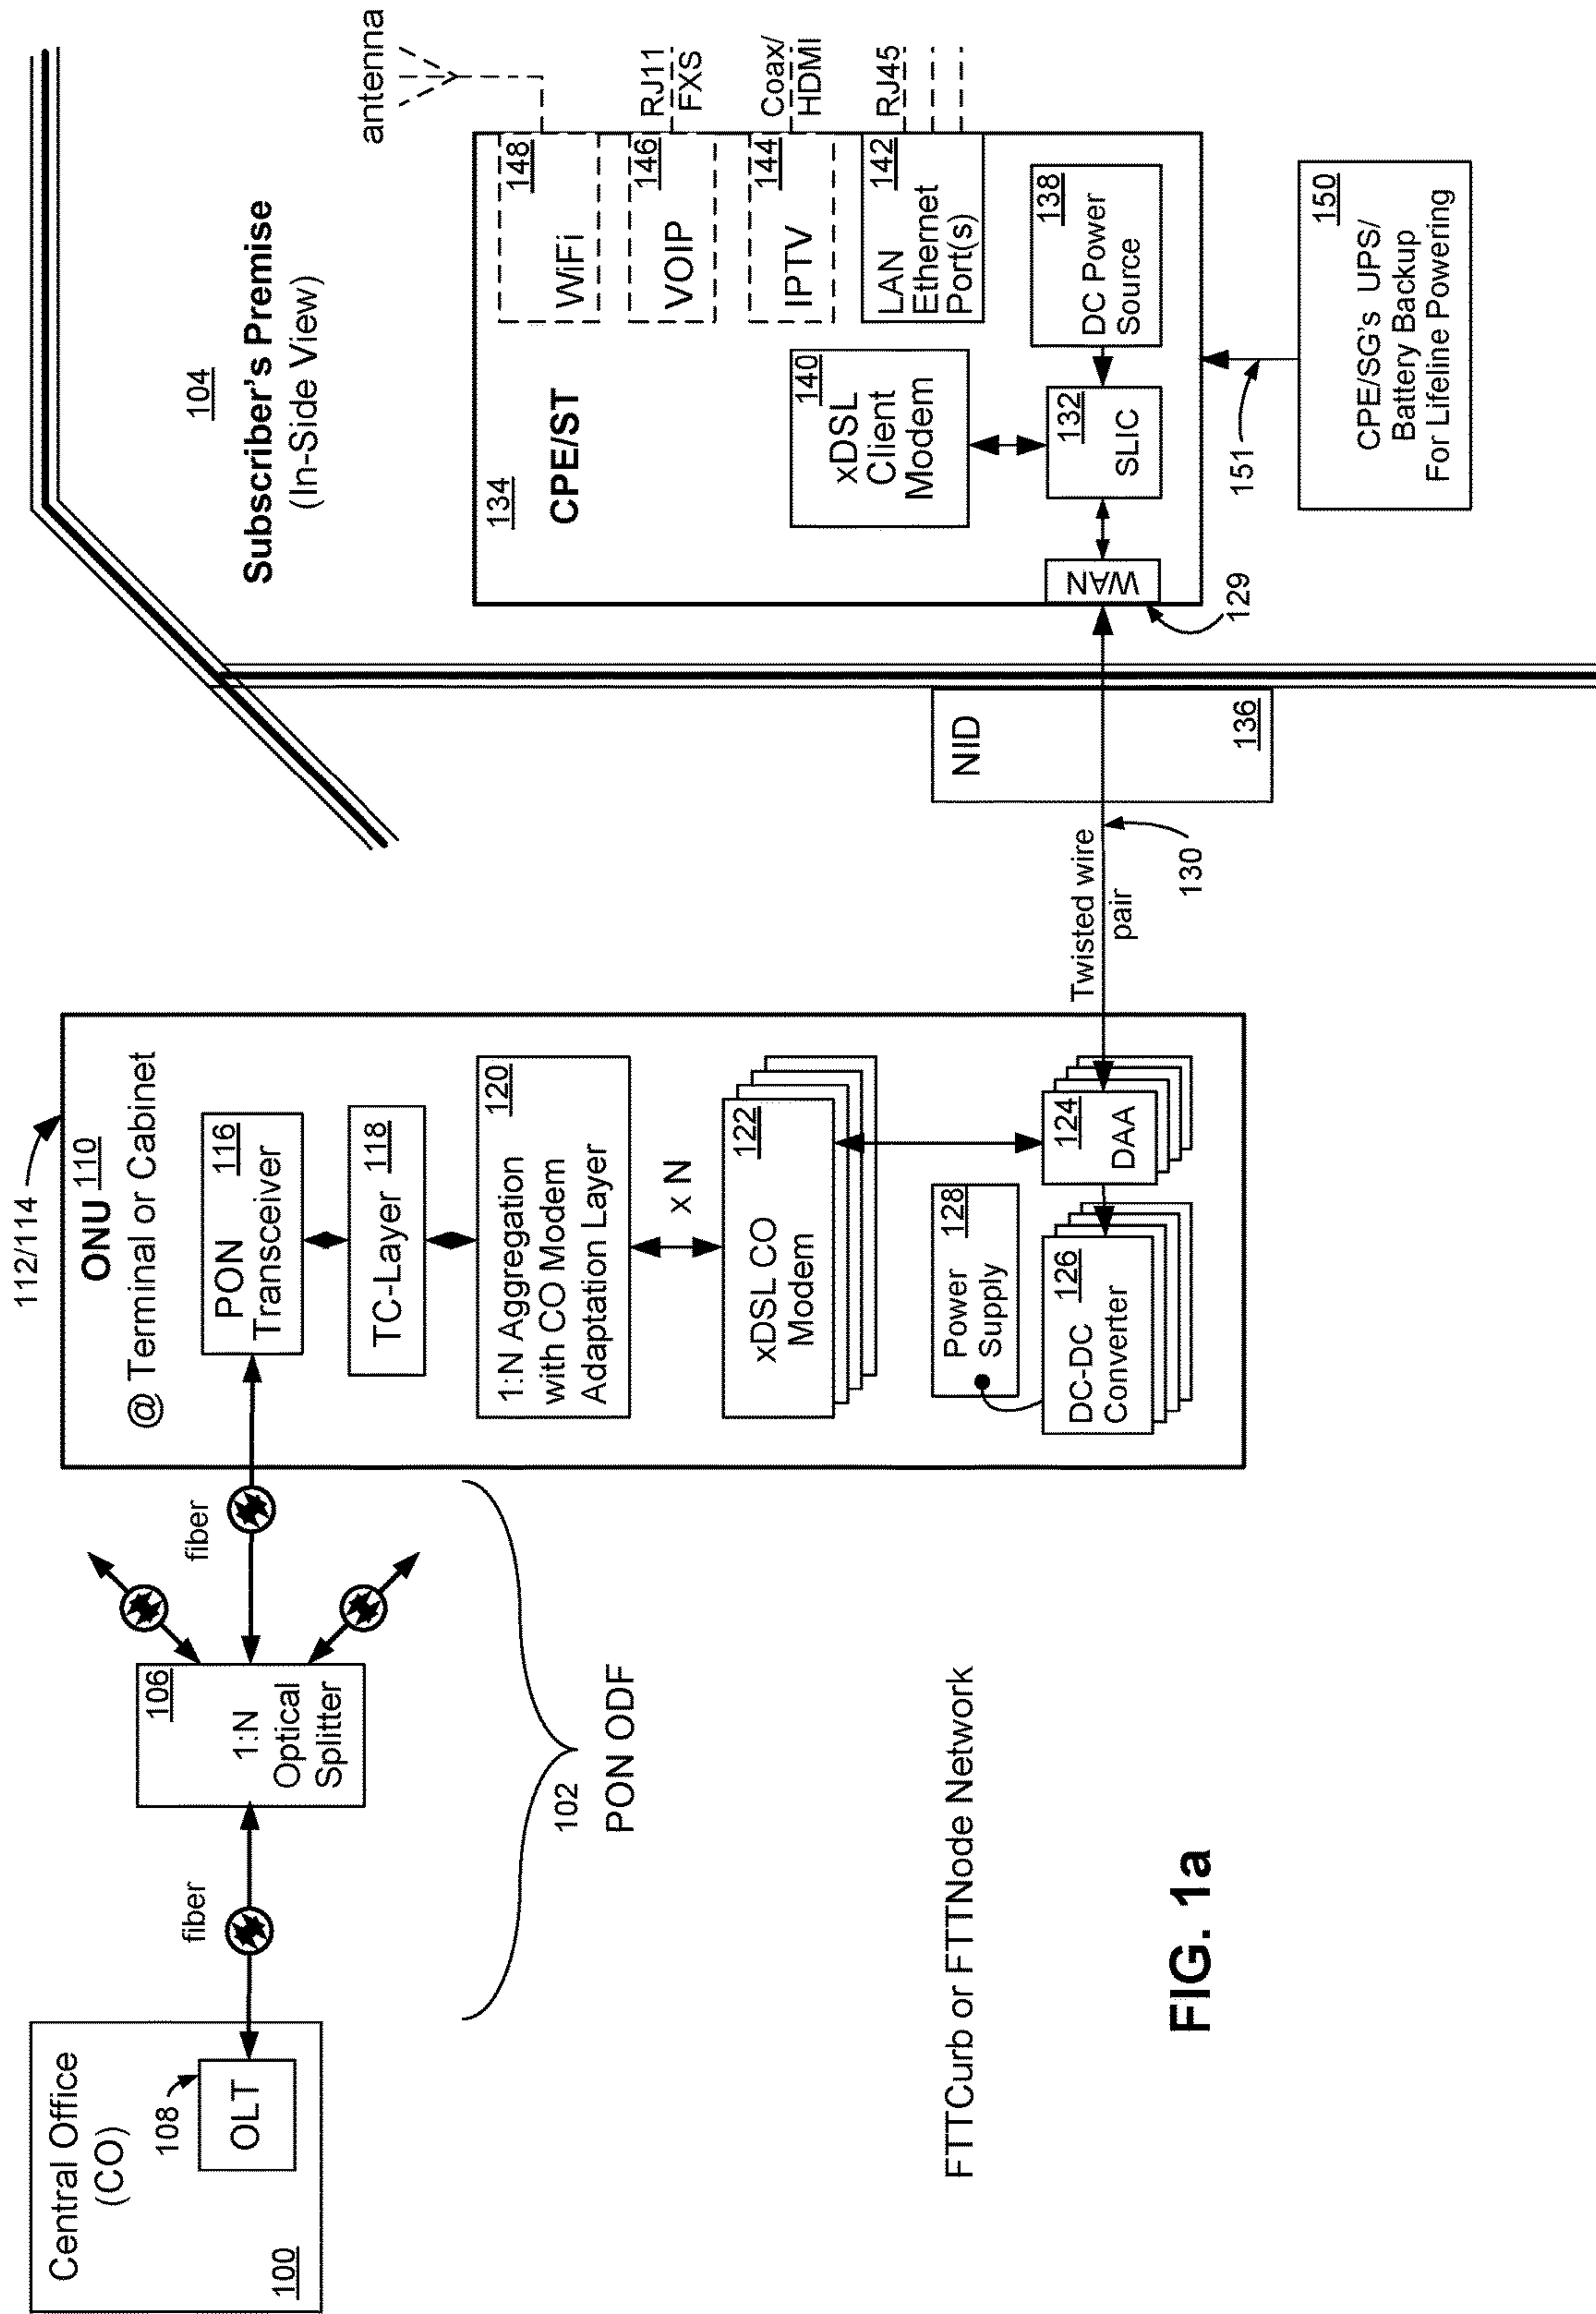 Central Office
(CO)
108
OLT
100
fiber
106
1:N
Optical
Splitter
fiber
102
PON ODF
112/114
ONU 110
@ Terminal or Cabinet
PON 116
Transceiver
TC-Layer 118
120
1:N Aggregation
with CO Modem
Adaptation Layer
x N
122
xDSL CO
Modem
Power 128
Supply
124
DAA
126
DC-DC
Converter
Twisted wire
pair
130
NID
136
104
Subscriber's Premise
(In-Side View)
antenna
134
CPE/ST
148
WiFi
146
VOIP
RJ11
FXS
144
IPTV
Coax/
HDMI
142
LAN
Ethernet
Port(s)
RJ45
140
xDSL
Client
Modem
138
DC Power
Source
132
SLIC
WAN
129
151
150
CPE/SG's UPS/
Battery Backup
For Lifeline Powering
FTTCurb or FTTNode Network
FIG. 1a